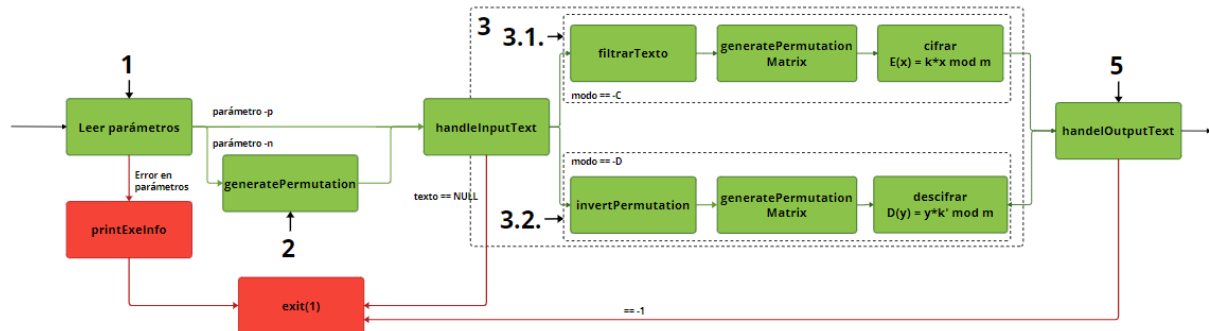 1
Leer parámetros
parámetro -p
parámetro -n
Error en
parámetros
printExeInfo
generatePermutation
2
exit(1)
handleInputText
texto == NULL
3
3.1.
filtrarTexto
generatePermutation
Matrix
cifrar
E(x) = k*x mod m
modo == -C
modo == -D
3.2.
invertPermutation
generatePermutation
Matrix
descifrar
D(y) = y*k' mod m
5
handelOutputText
== -1